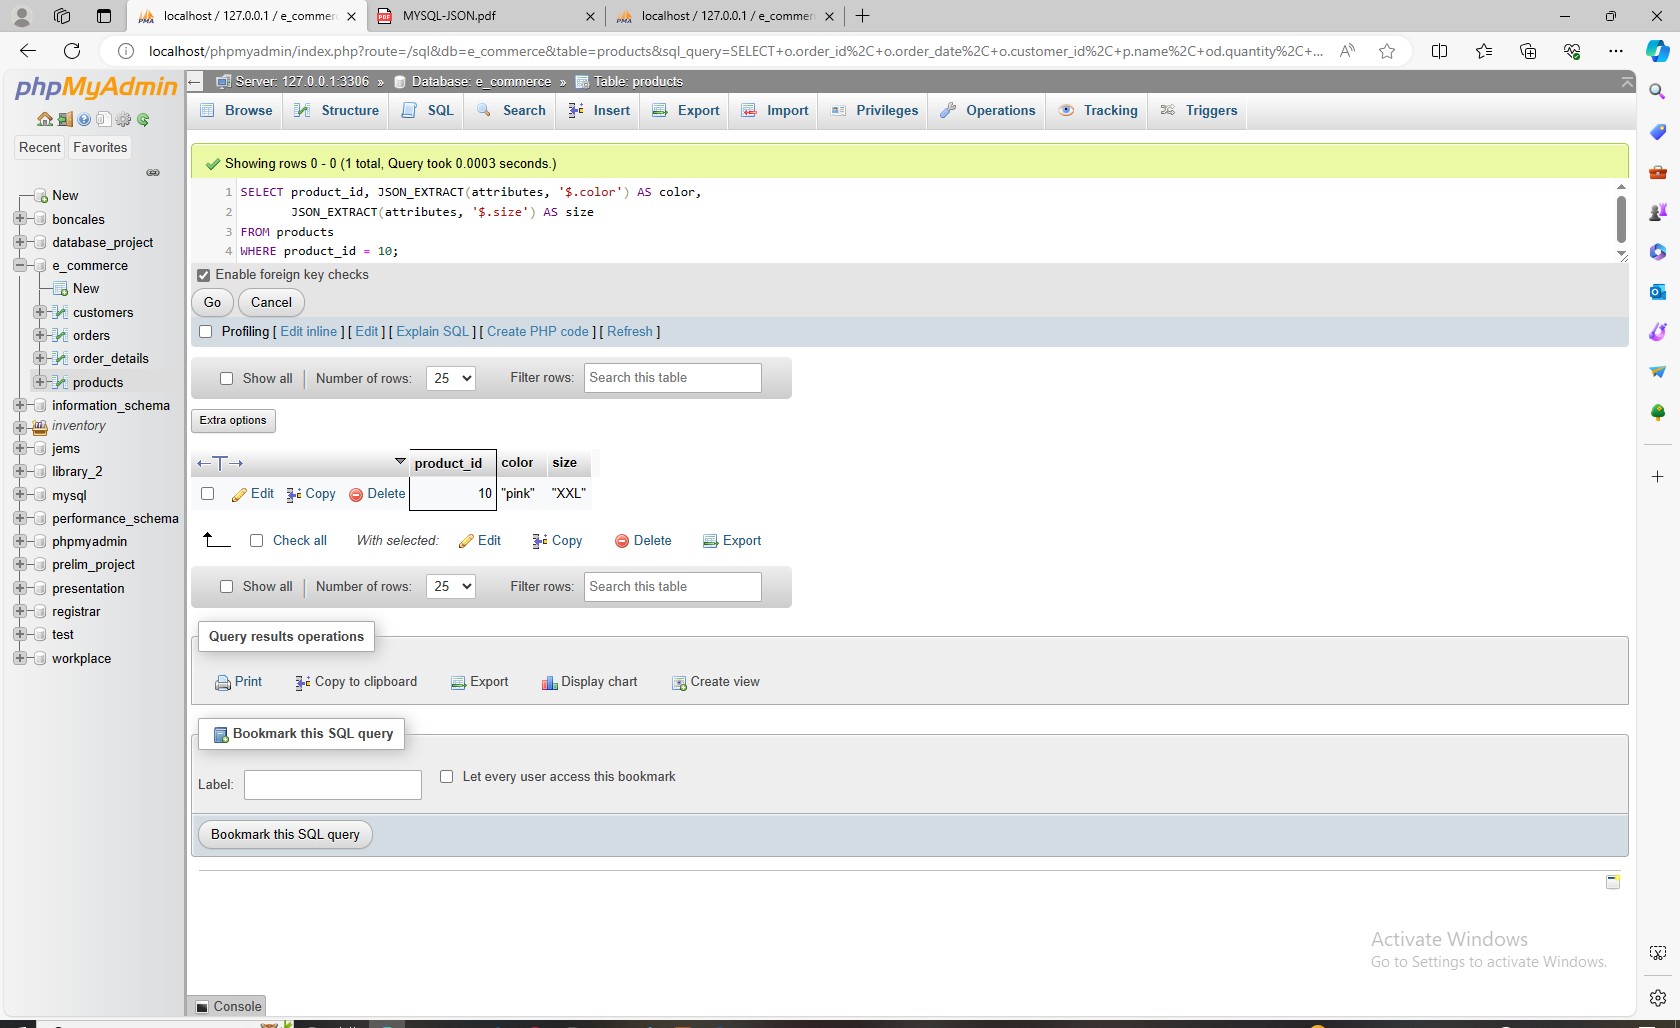 localhost / 127.0.0.1 / e_commer
MYSQL-JSON.pdf
localhost / 127.0.0.1 / e_commer
localhost/phpmyadmin/index.php?route=/sql&db=e_commerce&table=products&sql_query=SELECT+o.order_id%2C+o.order_date%2C+o.customer_id%2C+p.name%2C+od.quantity%2C+...
phpMyAdmin
Recent
Favorites
New
boncales
database_project
e_commerce
New
customers
orders
order_details
products
information_schema
inventory
jems
library_2
mysql
performance_schema
phpmyadmin
prelim_project
presentation
registrar
test
workplace
Server: 127.0.0.1:3306 » Database: e_commerce » Table: products
Browse Structure SQL Search Insert Export Import Privileges Operations Tracking Triggers
Showing rows 0 - 0 (1 total, Query took 0.0003 seconds.)
1 SELECT product_id, JSON_EXTRACT(attributes, '$.color') AS color,
2 JSON_EXTRACT(attributes, '$.size') AS size
3 FROM products
4 WHERE product_id = 10;
Enable foreign key checks
Go Cancel
Profiling [ Edit inline ] [ Edit ] [ Explain SQL ] [ Create PHP code ] [ Refresh ]
Show all | Number of rows: 25 Filter rows: Search this table
Extra options
product_id color size
Edit Copy Delete 10 "pink" "XXL"
Check all With selected: Edit Copy Delete Export
Show all | Number of rows: 25 Filter rows: Search this table
Query results operations
Print Copy to clipboard Export Display chart Create view
Bookmark this SQL query
Label: Let every user access this bookmark
Bookmark this SQL query
Activate Windows
Go to Settings to activate Windows.
Console